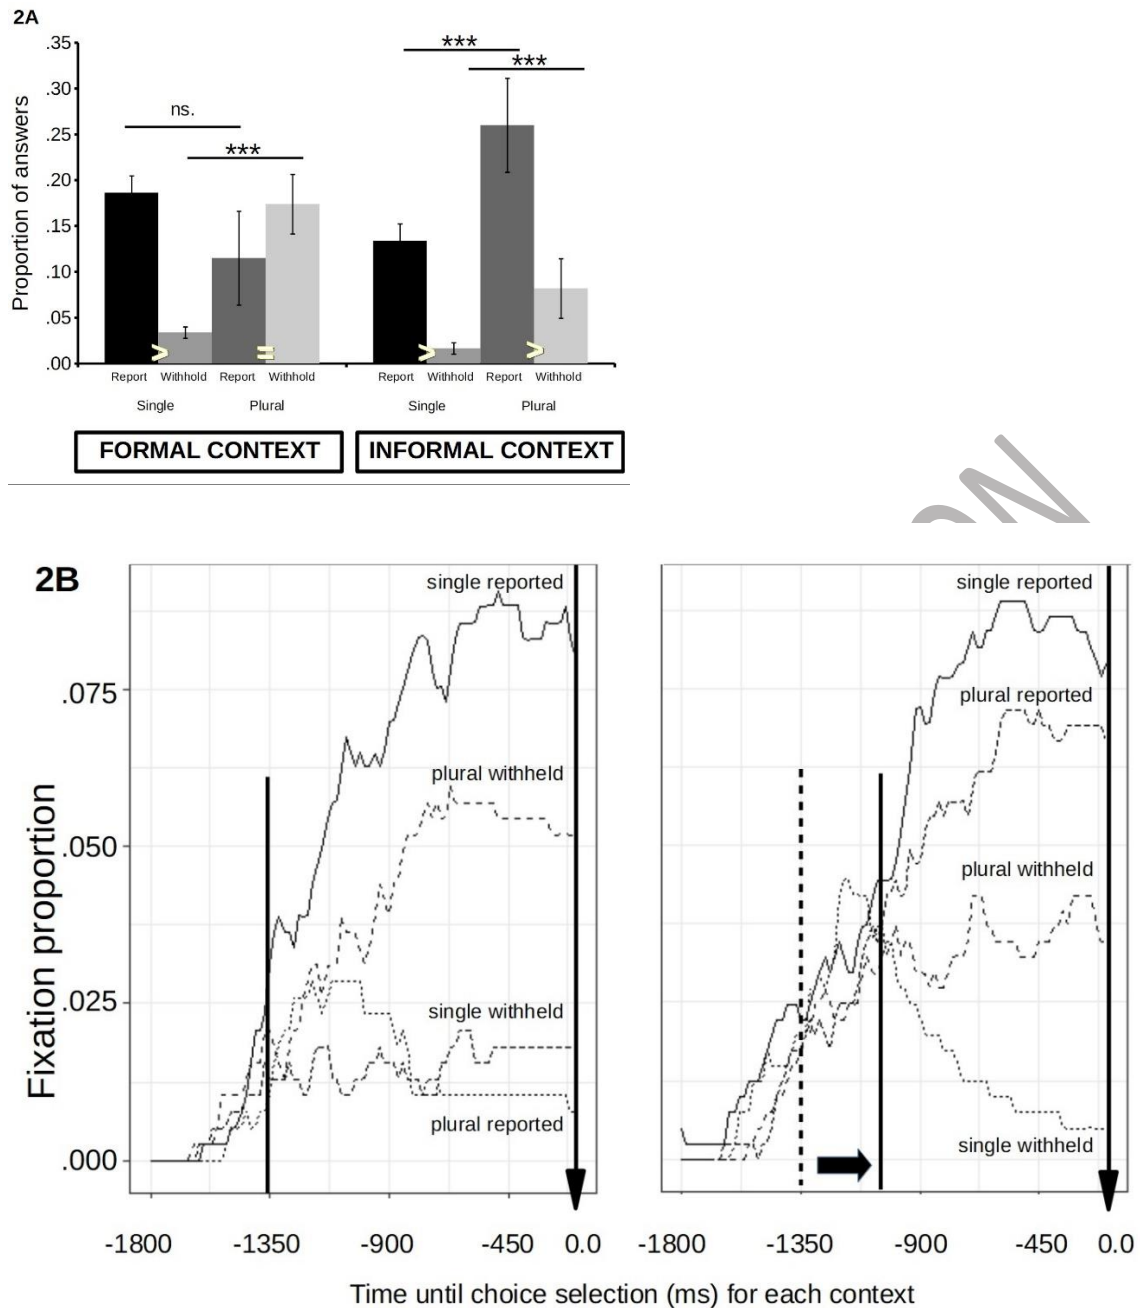 2A
Proportion of answers
.35
.30
.25
.20
.15
.10
.05
.00
ns.
***
***
***
>
=
>
>
Report Withhold Report Withhold Report Withhold Report Withhold
Single Plural Single Plural
FORMAL CONTEXT INFORMAL CONTEXT
ON
2B
Fixation proportion
.075
.050
.025
.000
single reported
plural withheld
single withheld
plural reported
single reported
plural reported
plural withheld
single withheld
-1800 -1350 -900 -450 0.0 -1800 -1350 -900 -450 0.0
Time until choice selection (ms) for each context